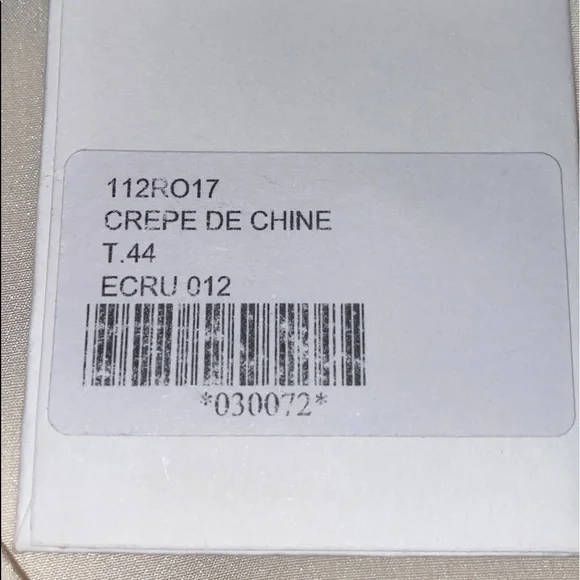 112RO17
CREPE DE CHINE
T.44
ECRU 012
*030072*